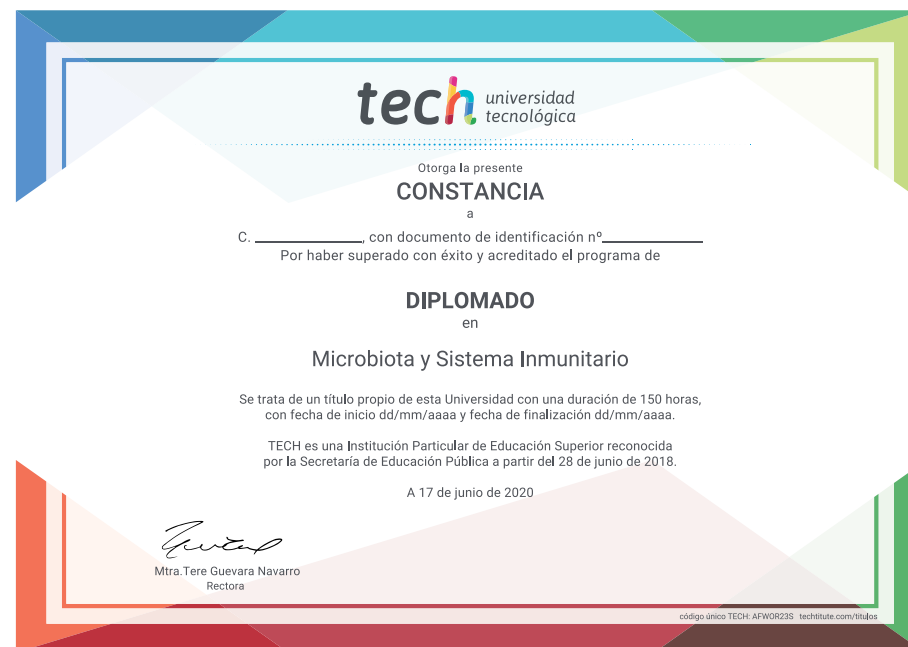 tech universidad
tecnológica
Otorga la presente
CONSTANCIA
a
C. ______________, con documento de identificación nº______________
Por haber superado con éxito y acreditado el programa de
DIPLOMADO
en
Microbiota y Sistema Inmunitario
Se trata de un título propio de esta Universidad con una duración de 150 horas,
con fecha de inicio dd/mm/aaaa y fecha de finalización dd/mm/aaaa.
TECH es una Institución Particular de Educación Superior reconocida
por la Secretaría de Educación Pública a partir del 28 de junio de 2018.
A 17 de junio de 2020
Mtra.Tere Guevara Navarro
Rectora
código único TECH: AFWOR23S techtitute.com/titulos